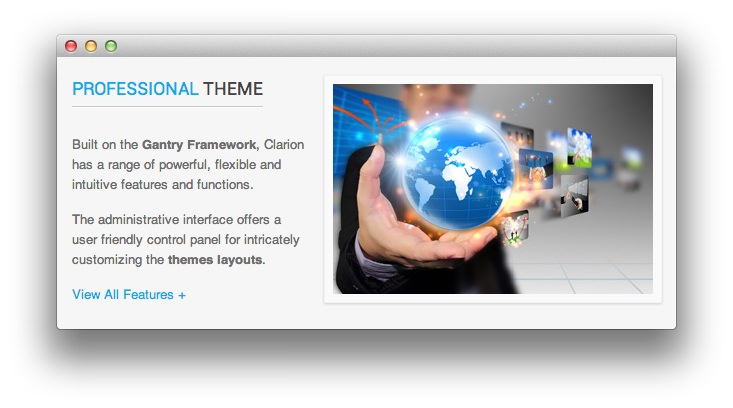 PROFESSIONAL THEME
Built on the Gantry Framework, Clarion
has a range of powerful, flexible and
intuitive features and functions.
The administrative interface offers a
user friendly control panel for intricately
customizing the themes layouts.
View All Features +